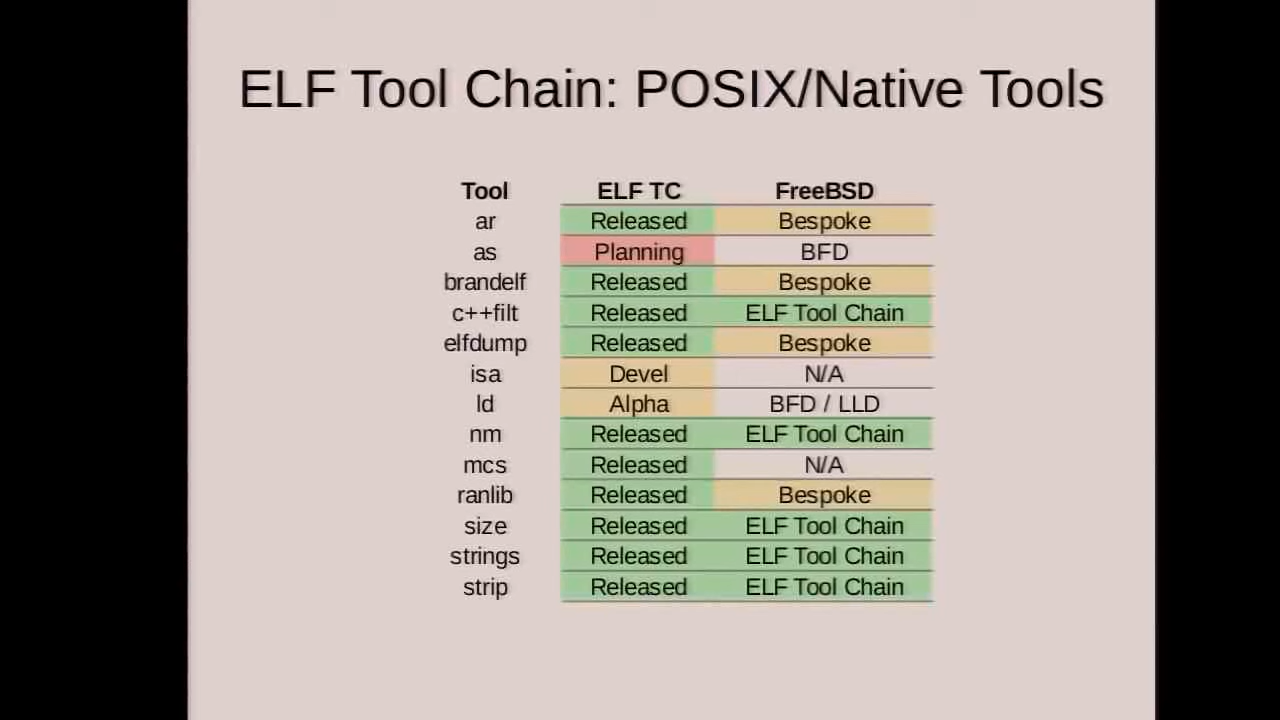 ELF Tool Chain: POSIX/Native Tools
Tool ELF TC FreeBSD
ar Released Bespoke
as Planning BFD
brandelf Released Bespoke
c++filt Released ELF Tool Chain
elfdump Released Bespoke
isa Devel N/A
ld Alpha BFD / LLD
nm Released ELF Tool Chain
mcs Released N/A
ranlib Released Bespoke
size Released ELF Tool Chain
strings Released ELF Tool Chain
strip Released ELF Tool Chain